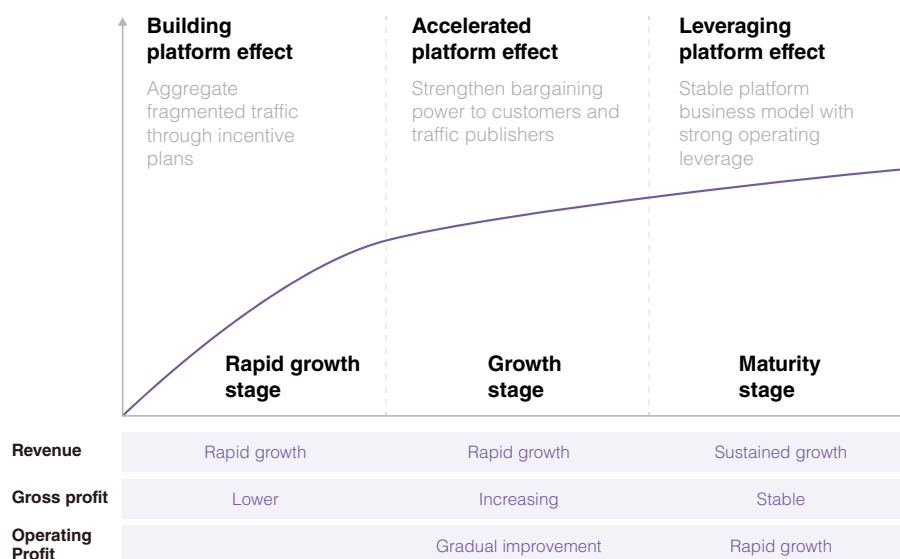 Building
platform effect
Aggregate
fragmented traffic
through incentive
plans
Accelerated
platform effect
Strengthen bargaining
power to customers and
traffic publishers
Leveraging
platform effect
Stable platform
business model with
strong operating
leverage
Rapid growth
stage
Growth
stage
Maturity
stage
Revenue
Rapid growth
Rapid growth
Sustained growth
Gross profit
Lower
Increasing
Stable
Operating
Profit
Gradual improvement
Rapid growth